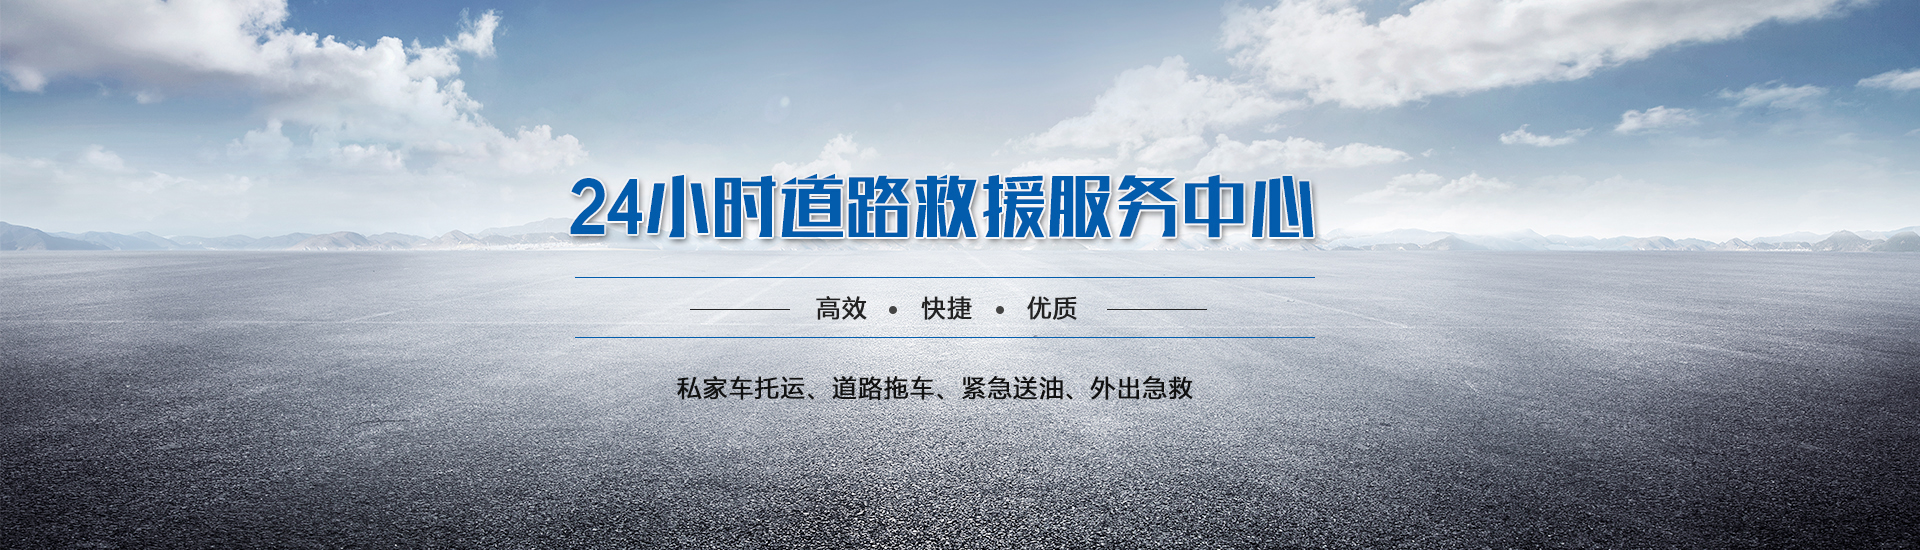 24小时道路救援服务中心
高效 • 快捷 • 优质
私家车托运、道路拖车、紧急送油、外出急救